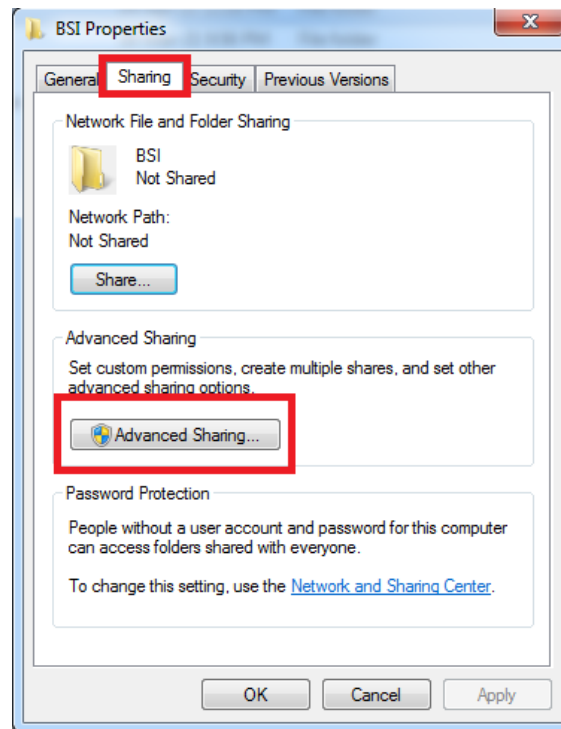 BSI Properties
General
Sharing
Security
Previous Versions
Network File and Folder Sharing
BSI
Not Shared
Network Path:
Not Shared
Share...
Advanced Sharing
Set custom permissions, create multiple shares, and set other
advanced sharing options.
Advanced Sharing...
Password Protection
People without a user account and password for this computer
can access folders shared with everyone.
To change this setting, use the Network and Sharing Center.
OK
Cancel
Apply